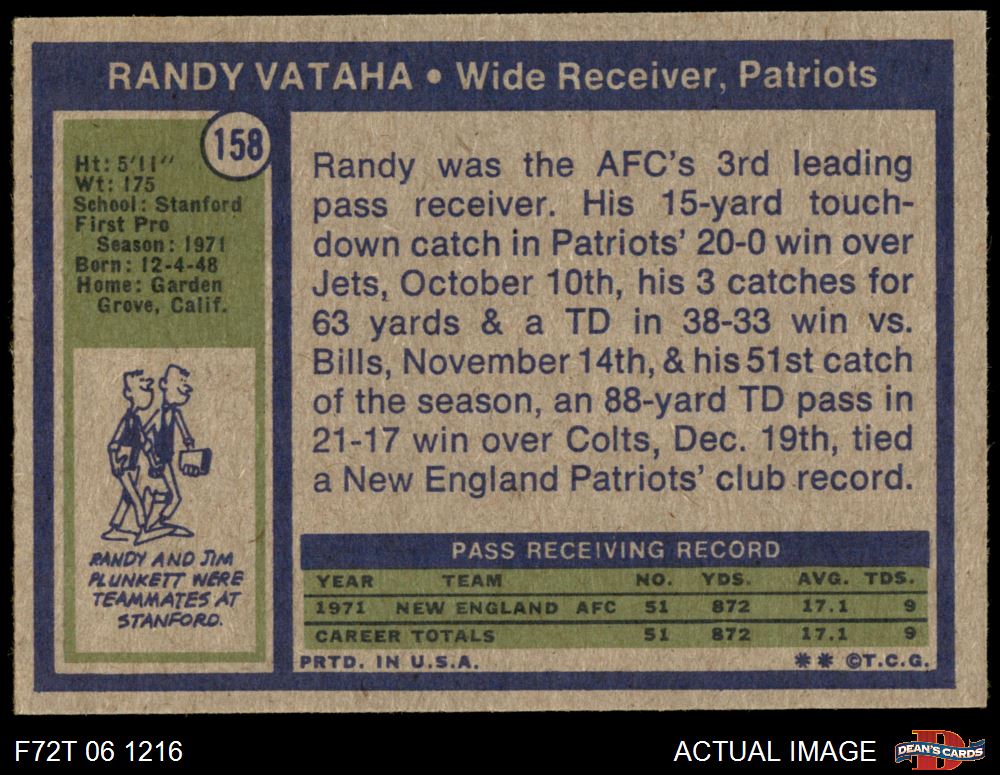 RANDY VATAHA • Wide Receiver, Patriots
158
Ht: 5'11"
Wt: 175
School: Stanford
First Pro
Season: 1971
Born: 12-4-48
Home: Garden
Grove, Calif.
RANDY AND JIM
PLUNKETT WERE
TEAMMATES AT
STANFORD.
Randy was the AFC's 3rd leading
pass receiver. His 15-yard touch-
down catch in Patriots' 20-0 win over
Jets, October 10th, his 3 catches for
63 yards & a TD in 38-33 win vs.
Bills, November 14th, & his 51st catch
of the season, an 88-yard TD pass in
21-17 win over Colts, Dec. 19th, tied
a New England Patriots' club record.
PASS RECEIVING RECORD
YEAR TEAM NO. YDS. AVG. TDS.
1971 NEW ENGLAND AFC 51 872 17.1 9
CAREER TOTALS 51 872 17.1 9
PRTD. IN U.S.A. ** ©T.C.G.
F72T 06 1216 ACTUAL IMAGE
D
DEAN'S CARDS